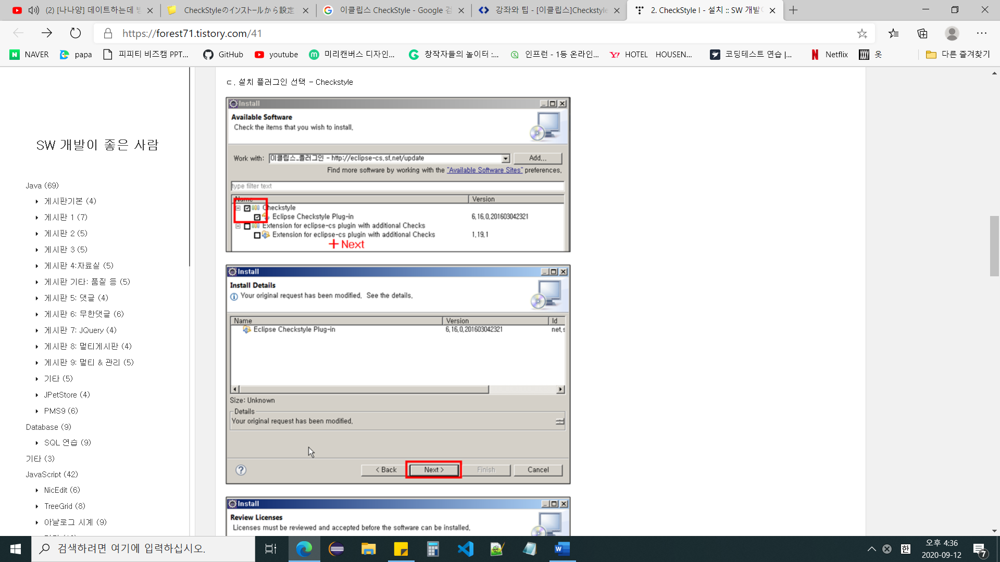 (2) [나나양] 데이트하는데 방
CheckStyleのインストールから設定
이클립스 CheckStyle - Google 검
강좌와 팁 - [이클립스]Checkstyle
2. CheckStyle I - 설치 :: SW 개발이
https://forest71.tistory.com/41
NAVER
papa
피피티 비즈캠 PPT...
GitHub
youtube
미리캔버스 디자인...
창작자들의 놀이터 :...
인프런 - 1등 온라인...
HOTEL HOUSEN...
코딩테스트 연습 |...
Netflix
옷
다른 즐겨찾기
SW 개발이 좋은 사람
Java (69)
게시판기본 (4)
게시판 1 (7)
게시판 2 (5)
게시판 3 (5)
게시판 4:자료실 (5)
게시판 기타: 품질 등 (5)
게시판 5: 댓글 (4)
게시판 6: 무한댓글 (6)
게시판 7: JQuery (4)
게시판 8: 멀티게시판 (4)
게시판 9: 멀티 & 관리 (5)
기타 (5)
JPetStore (4)
PMS9 (6)
Database (9)
SQL 연습 (9)
기타 (3)
JavaScript (42)
NicEdit (6)
TreeGrid (8)
아날로그 시계 (9)
ㄷ. 설치 플러그인 선택 - Checkstyle
Install
Available Software
Check the items that you wish to install.
Work with: 이클립스_플러그인 - http://eclipse-cs.sf.net/update Add...
Find more software by working with the "Available Software Sites" preferences.
type filter text
Name Version
Checkstyle
Eclipse Checkstyle Plug-in 6.16.0.201603042321
Extension for eclipse-cs plugin with additional Checks
Extension for eclipse-cs plugin with additional Checks 1.19.1
+ Next
Install
Install Details
Your original request has been modified. See the details.
Name Version Id
Eclipse Checkstyle Plug-in 6.16.0.201603042321 net.s
Size: Unknown
Details
Your original request has been modified.
? < Back Next > Finish Cancel
Install
Review Licenses
Licenses must be reviewed and accepted before the software can be installed.
검색하려면 여기에 입력하십시오.
한
오후 4:36
2020-09-12
7